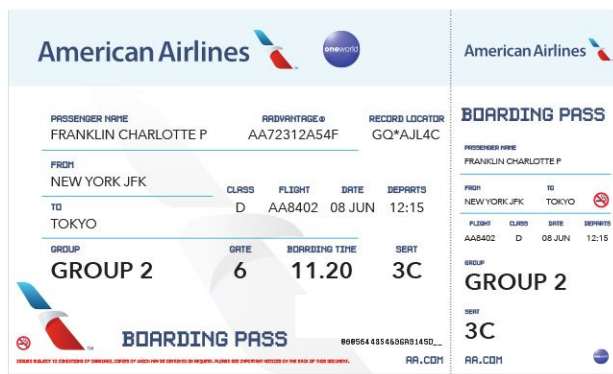 American Airlines
oneworld
PASSENGER NAME
AADVANTAGE®
RECORD LOCATOR
FRANKLIN CHARLOTTE P
AA72312A54F
GQ*AJL4C
FROM
NEW YORK JFK
CLASS
FLIGHT
DATE
DEPARTS
TO
D
AA8402
08 JUN
12:15
TOKYO
GROUP
GATE
BOARDING TIME
SEAT
GROUP 2
6
11.20
3C
BOARDING PASS
AA.COM
American Airlines
BOARDING PASS
PASSENGER NAME
FRANKLIN CHARLOTTE P
FROM
TO
NEW YORK JFK
TOKYO
FLIGHT
CLASS
DATE
DEPARTS
AA8402
D
08 JUN
12:15
GROUP
GROUP 2
SEAT
3C
AA.COM